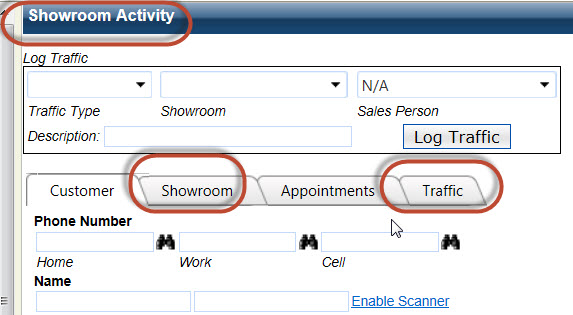 Showroom Activity
Log Traffic
N/A
Traffic Type Showroom Sales Person
Description: Log Traffic
Customer Showroom Appointments Traffic
Phone Number
Home Work Cell
Name
Enable Scanner